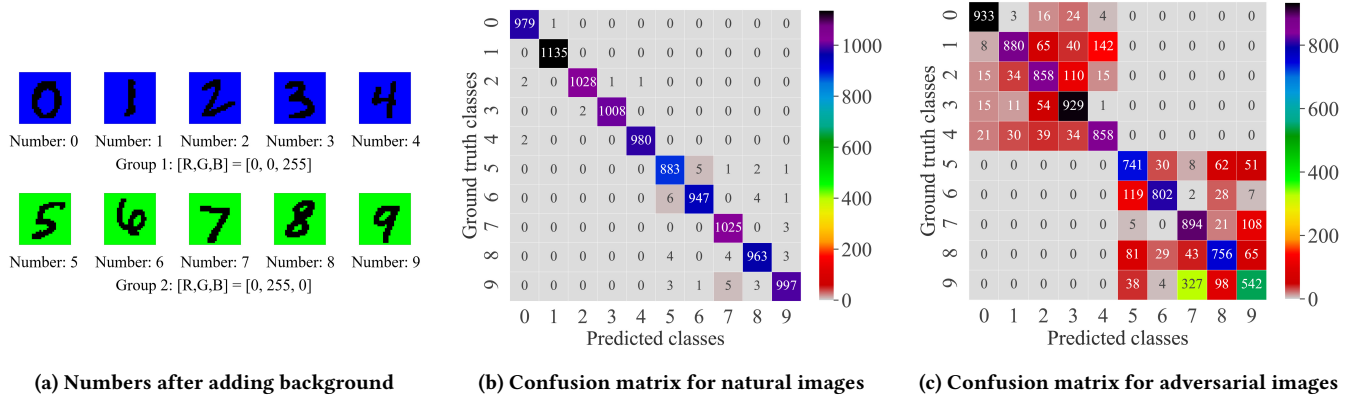 0 1 2 3 4
Number: 0 Number: 1 Number: 2 Number: 3 Number: 4
Group 1: [R,G,B] = [0, 0, 255]
5 6 7 8 9
Number: 5 Number: 6 Number: 7 Number: 8 Number: 9
Group 2: [R,G,B] = [0, 255, 0]
(a) Numbers after adding background
Ground truth classes
0 979 1 0 0 0 0 0 0 0 0
1 0 1135 0 0 0 0 0 0 0 0
2 2 0 1028 1 1 0 0 0 0 0
3 0 0 2 1008 0 0 0 0 0 0
4 2 0 0 0 980 0 0 0 0 0
5 0 0 0 0 0 883 5 1 2 1
6 0 0 0 0 0 6 947 0 4 1
7 0 0 0 0 0 0 0 1025 0 3
8 0 0 0 0 0 4 0 4 963 3
9 0 0 0 0 0 3 1 5 3 997
0 1 2 3 4 5 6 7 8 9
Predicted classes
1000
800
600
400
200
0
(b) Confusion matrix for natural images
Ground truth classes
0 933 3 16 24 4 0 0 0 0 0
1 8 880 65 40 142 0 0 0 0 0
2 15 34 858 110 15 0 0 0 0 0
3 15 11 54 929 1 0 0 0 0 0
4 21 30 39 34 858 0 0 0 0 0
5 0 0 0 0 0 741 30 8 62 51
6 0 0 0 0 0 119 802 2 28 7
7 0 0 0 0 0 5 0 894 21 108
8 0 0 0 0 0 81 29 43 756 65
9 0 0 0 0 0 38 4 327 98 542
0 1 2 3 4 5 6 7 8 9
Predicted classes
800
600
400
200
0
(c) Confusion matrix for adversarial images